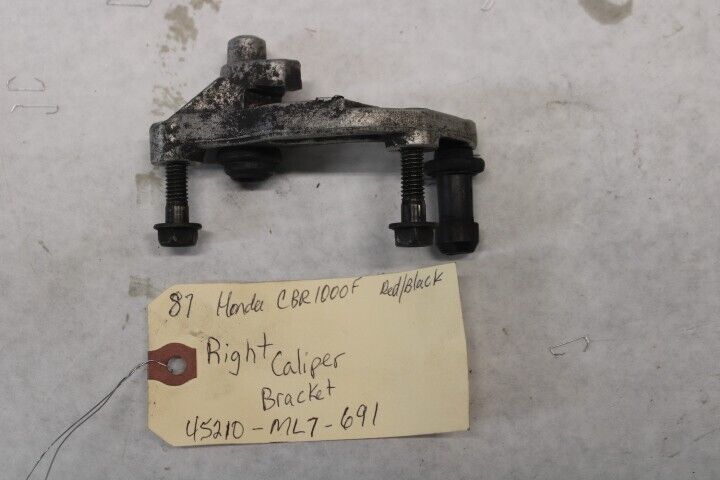 87 Honda CBR1000F Red/Black
Right Caliper
Bracket
45210-ML7-691